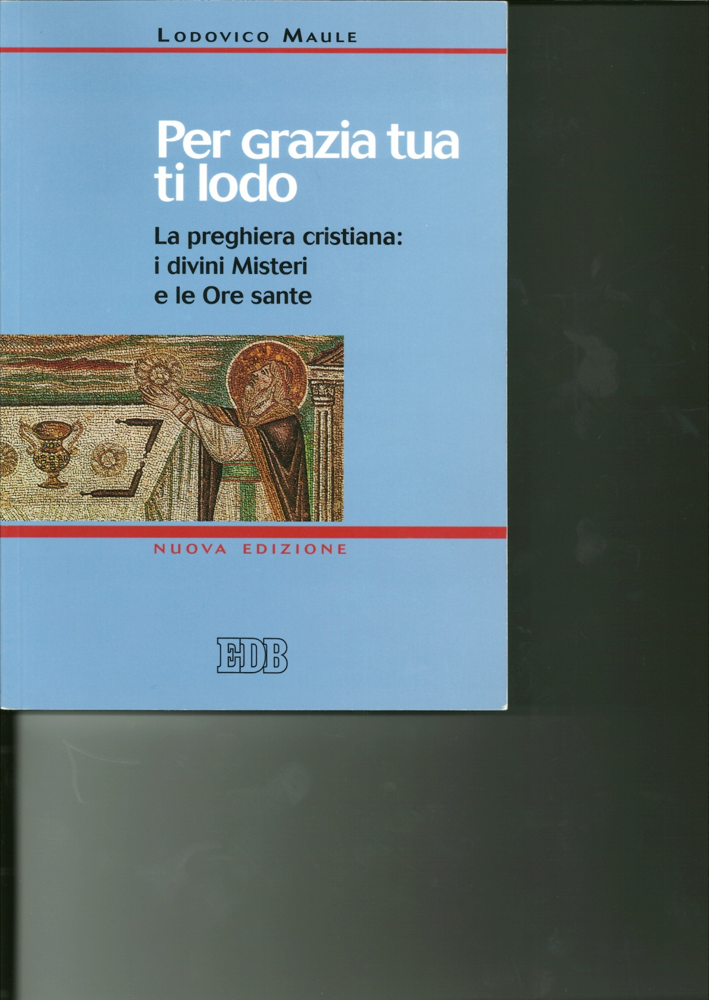 LODOVICO MAULE
Per grazia tua
ti lodo
La preghiera cristiana:
i divini Misteri
e le Ore sante
NUOVA EDIZIONE
EDB